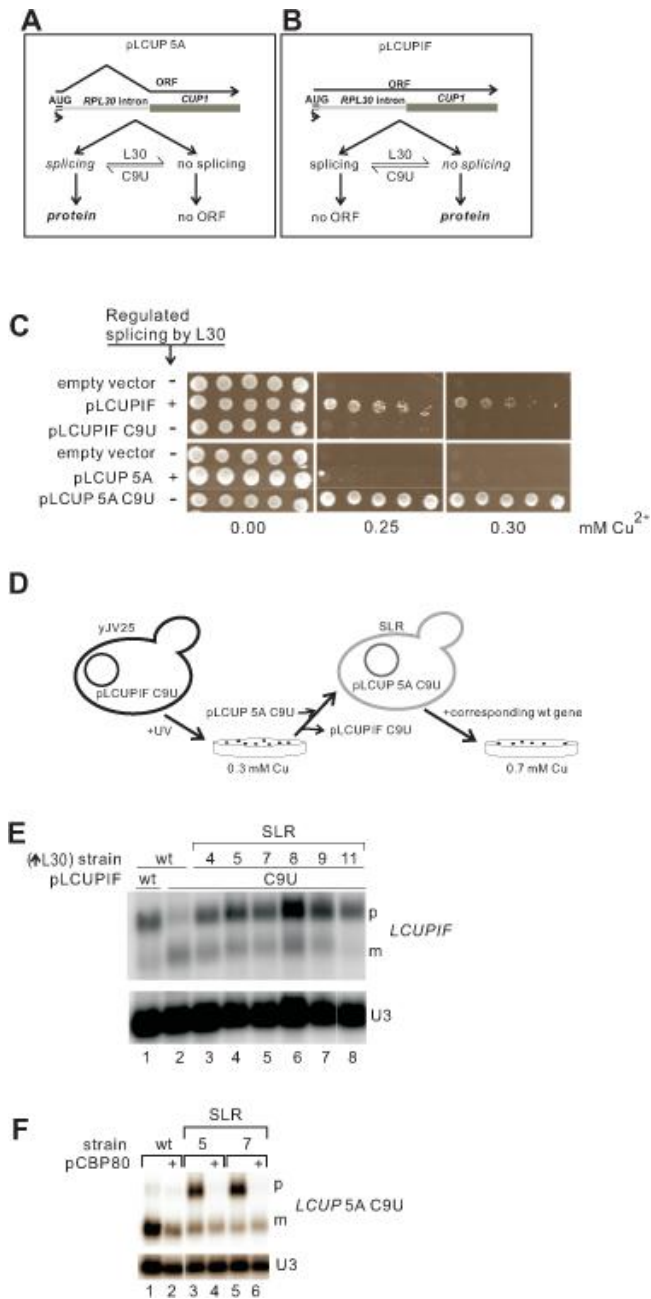 A
pLCUP 5A
ORF
AUG
RPL30 Intron
CUP1
splicing
L30
C9U
no splicing
protein
no ORF
B
pLCUPIF
ORF
AUG
RPL30 Intron
CUP1
splicing
L30
C9U
no splicing
no ORF
protein
C
Regulated
splicing by L30
empty vector -
pLCUPIF +
pLCUPIF C9U -
empty vector -
pLCUP 5A +
pLCUP 5A C9U -
0.00 0.25 0.30 mM Cu2+
D
yJV25
pLCUPIF C9U
+UV
pLCUP 5A C9U
pLCUPIF C9U
0.3 mM Cu
SLR
pLCUP 5A C9U
+corresponding wt gene
0.7 mM Cu
E
SLR
(↑L30) strain wt 4 5 7 8 9 11
pLCUPIF wt C9U
p
LCUPIF
m
U3
1 2 3 4 5 6 7 8
F
SLR
strain wt 5 7
pCBP80 + + +
p
LCUP 5A C9U
m
U3
1 2 3 4 5 6